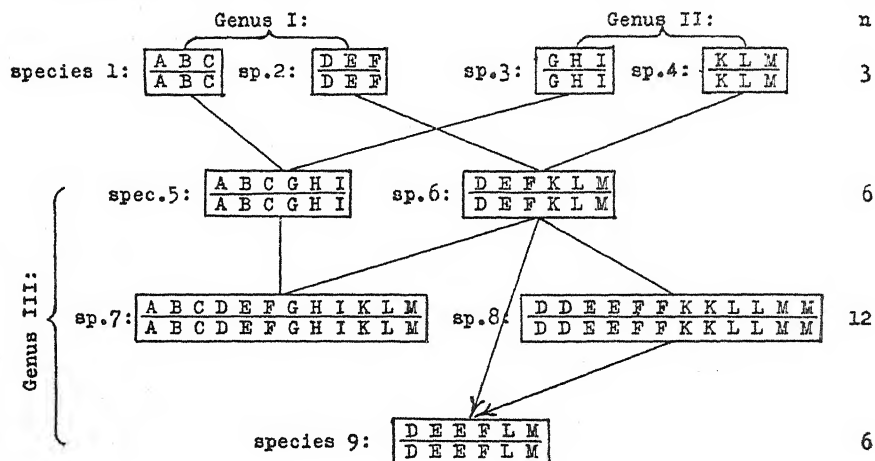 Genus I: Genus II: n
species 1: A B C sp.2: D E F sp.3: G H I sp.4: K L M 3
A B C D E F G H I K L M
spec.5: A B C G H I sp.6: D E F K L M 6
A B C G H I D E F K L M
Genus III:
sp.7: A B C D E F G H I K L M sp.8: D D E E F F K K L L M M 12
A B C D E F G H I K L M D D E E F F K K L L M M
species 9: D E E F L M 6
D E E F L M